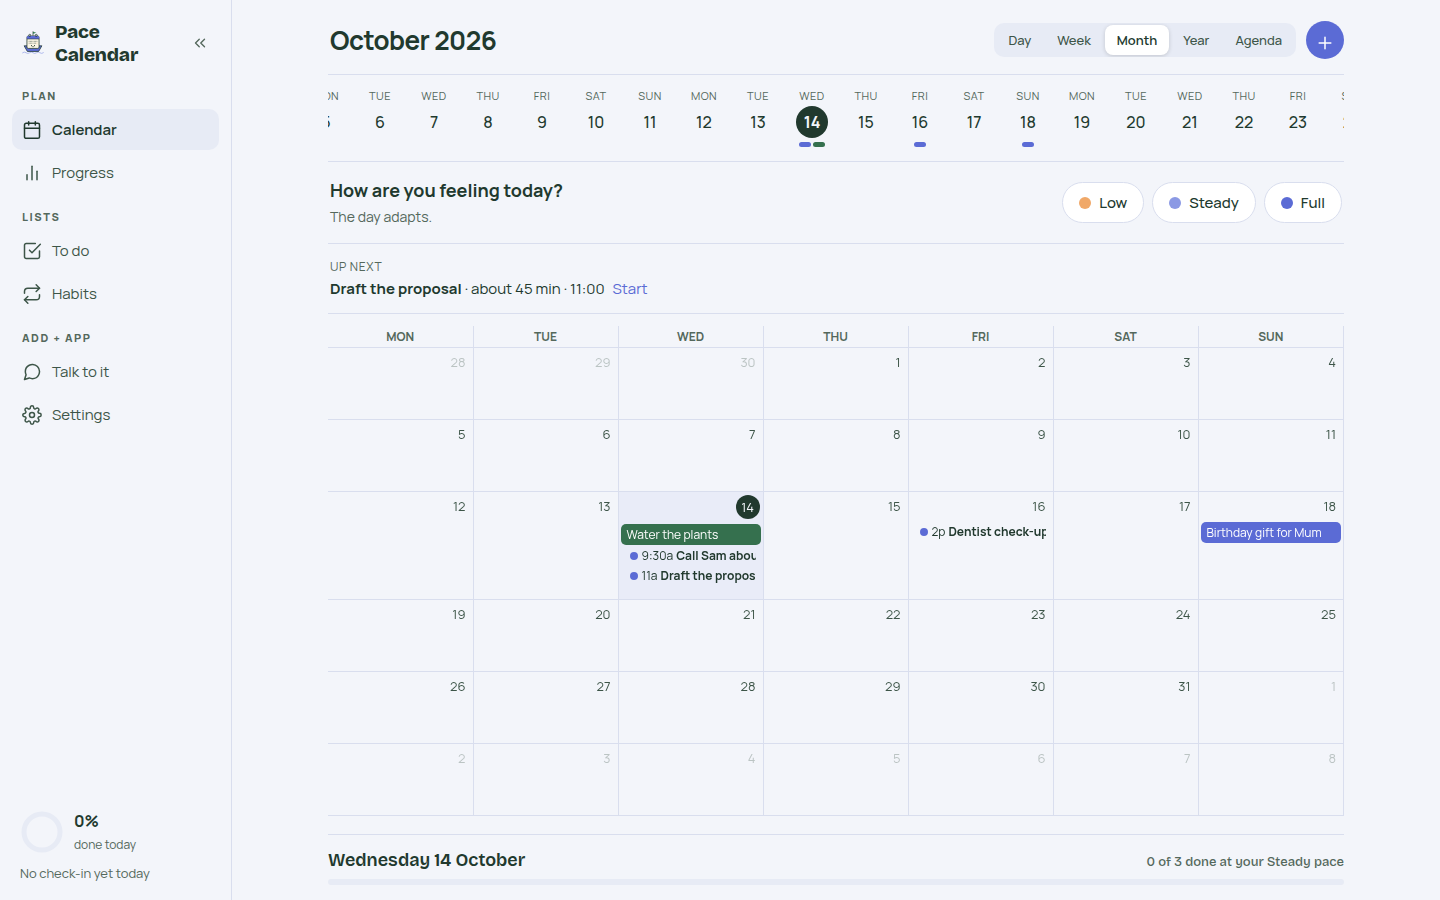 Pace
Calendar
PLAN
Calendar
Progress
LISTS
To do
Habits
ADD + APP
Talk to it
Settings
0%
done today
No check-in yet today
October 2026
Day Week Month Year Agenda
TUE WED THU FRI SAT SUN MON TUE WED THU FRI SAT SUN MON TUE WED THU FRI
6 7 8 9 10 11 12 13 14 15 16 17 18 19 20 21 22 23
How are you feeling today?
The day adapts.
Low Steady Full
UP NEXT
Draft the proposal · about 45 min · 11:00 Start
MON TUE WED THU FRI SAT SUN
28 29 30 1 2 3 4
5 6 7 8 9 10 11
12 13 14 15 16 17 18
Water the plants
9:30a Call Sam abou
11a Draft the propos
2p Dentist check-up
Birthday gift for Mum
19 20 21 22 23 24 25
26 27 28 29 30 31 1
2 3 4 5 6 7 8
Wednesday 14 October
0 of 3 done at your Steady pace